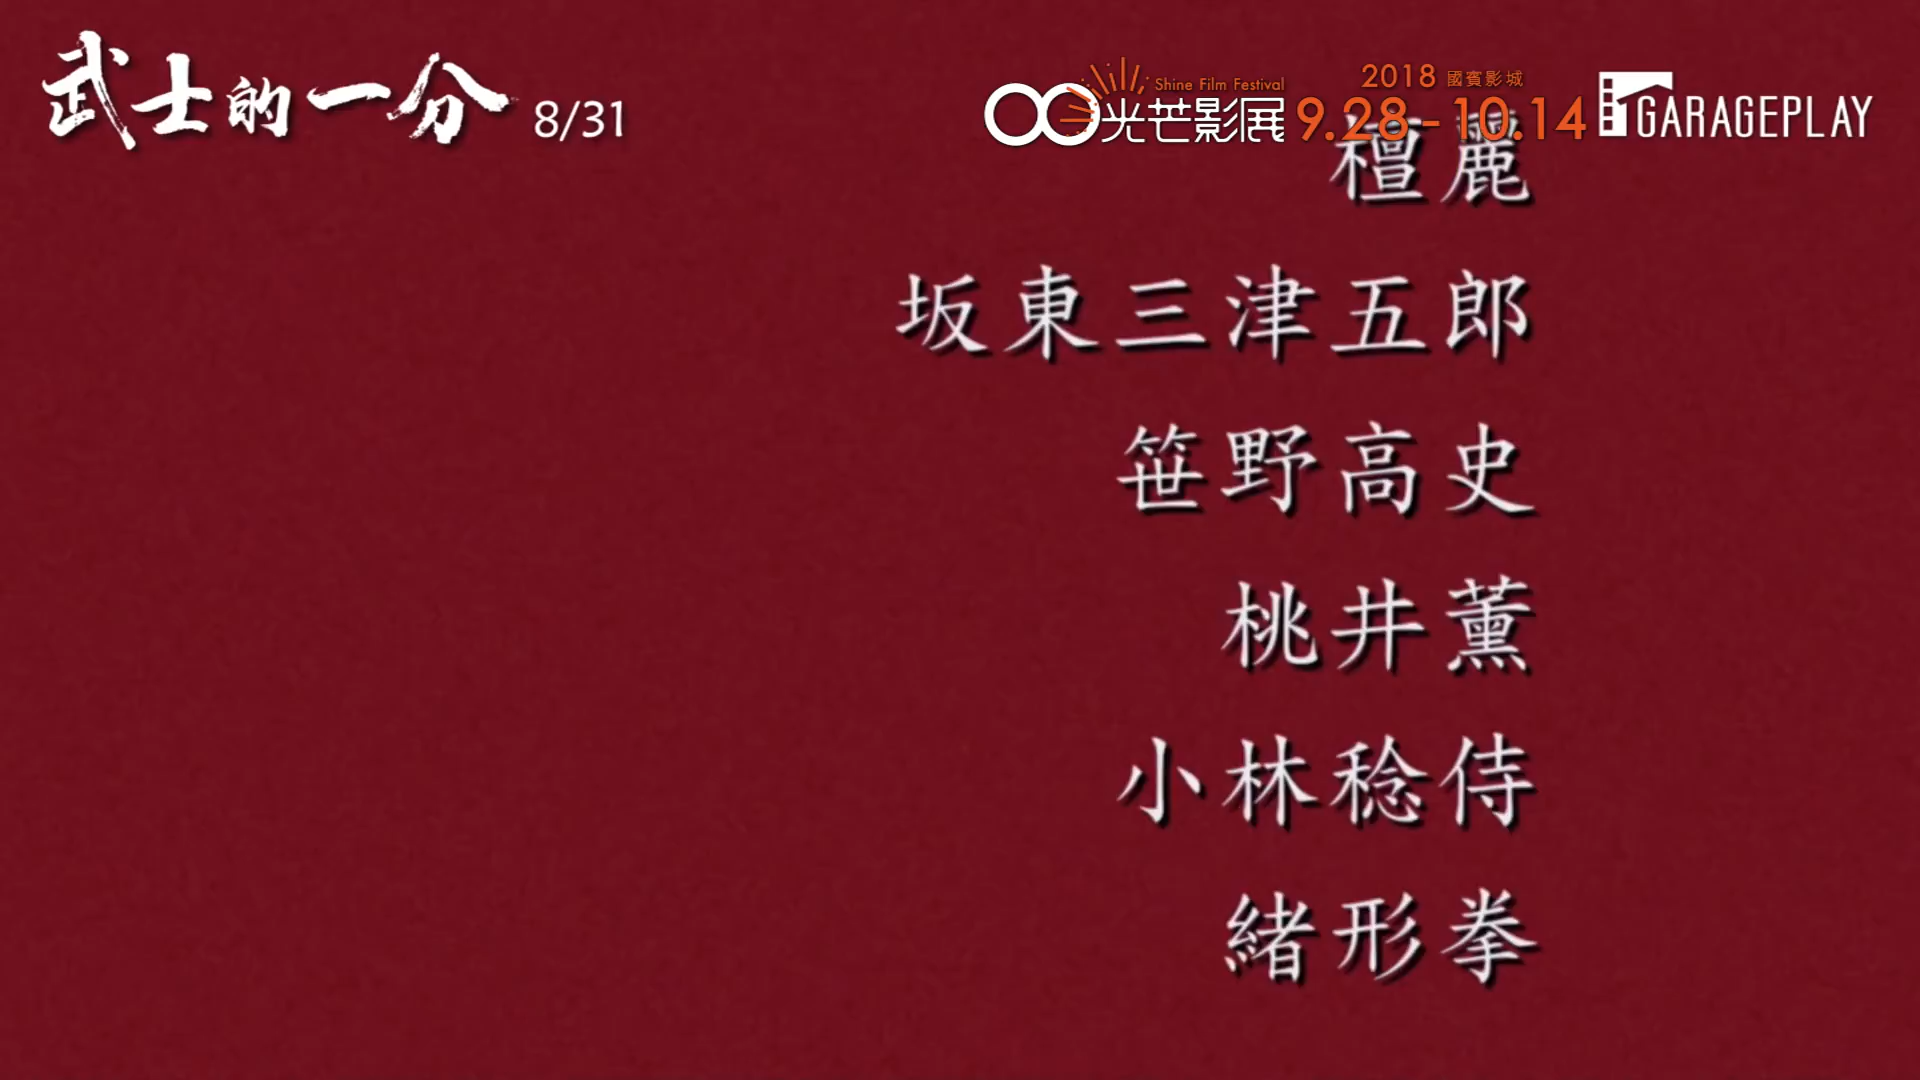 武士的一分 8/31
Shine Film Festival
光芒影展
2018 國賓影城
9.28 - 10.14
GARAGEPLAY
檀麗
坂東三津五郎
笹野高史
桃井薫
小林稔侍
緒形拳